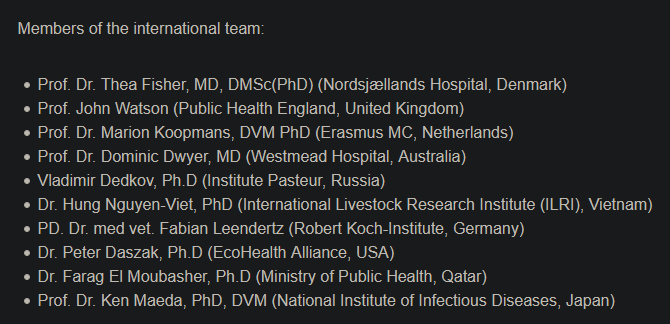 Members of the international team:
• Prof. Dr. Thea Fisher, MD, DMSc(PhD) (Nordsjællands Hospital, Denmark)
• Prof. John Watson (Public Health England, United Kingdom)
• Prof. Dr. Marion Koopmans, DVM PhD (Erasmus MC, Netherlands)
• Prof. Dr. Dominic Dwyer, MD (Westmead Hospital, Australia)
• Vladimir Dedkov, Ph.D (Institute Pasteur, Russia)
• Dr. Hung Nguyen-Viet, PhD (International Livestock Research Institute (ILRI), Vietnam)
• PD. Dr. med vet. Fabian Leendertz (Robert Koch-Institute, Germany)
• Dr. Peter Daszak, Ph.D (EcoHealth Alliance, USA)
• Dr. Farag El Moubasher, Ph.D (Ministry of Public Health, Qatar)
• Prof. Dr. Ken Maeda, PhD, DVM (National Institute of Infectious Diseases, Japan)